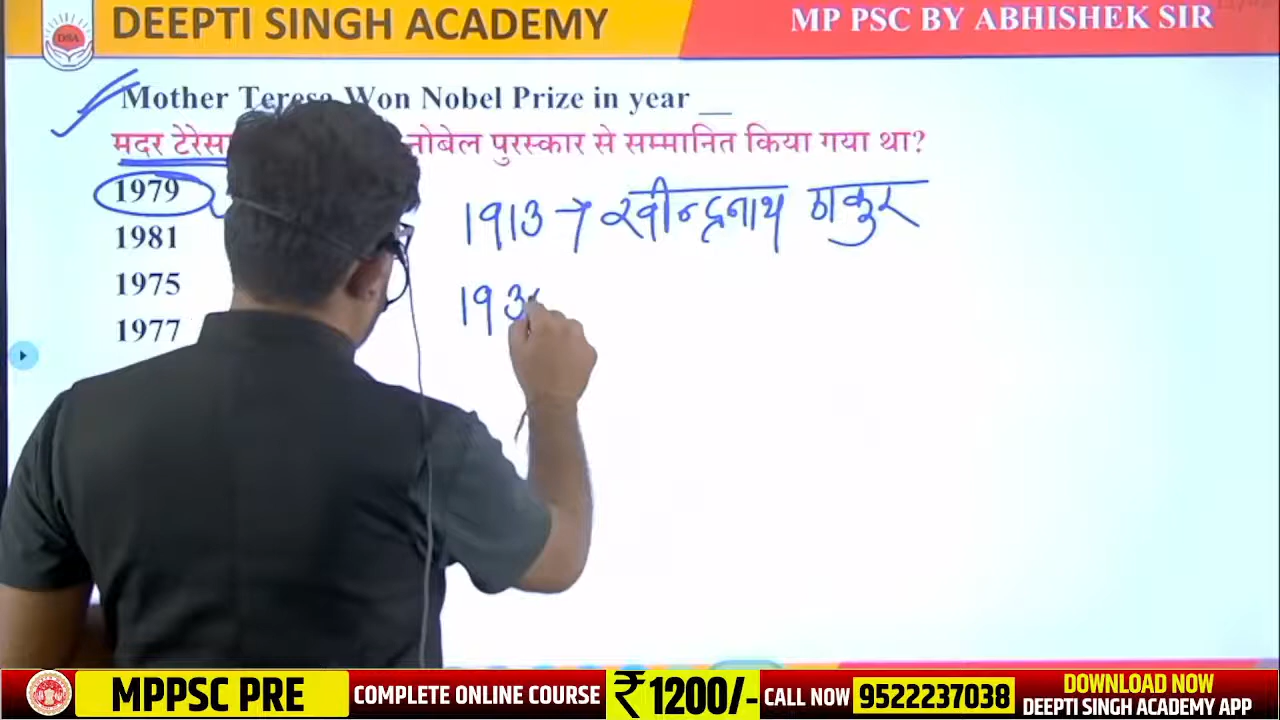 DSA
DEEPTI SINGH ACADEMY
MP PSC BY ABHISHEK SIR
Mother Teresa Won Nobel Prize in year __
मदर टेरेस नोबेल पुरस्कार से सम्मानित किया गया था?
1979
1981
1975
1977
1913 → रवीन्द्रनाथ ठाकुर
193
MPPSC PRE
COMPLETE ONLINE COURSE
₹1200/-
CALL NOW
9522237038
DOWNLOAD NOW
DEEPTI SINGH ACADEMY APP